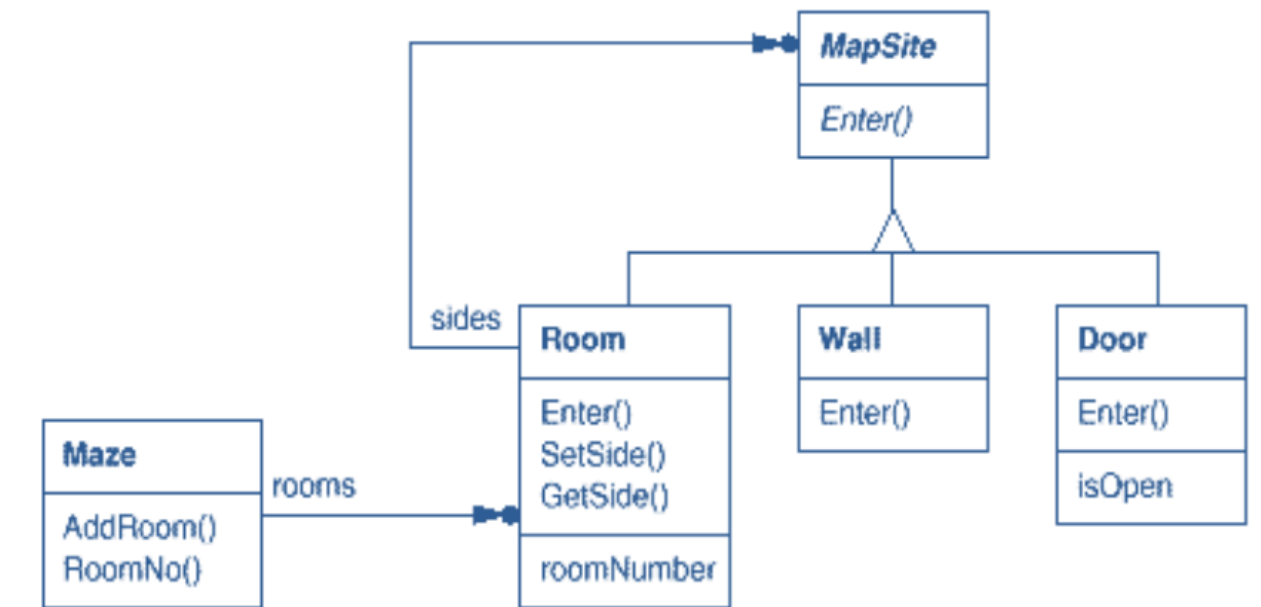 MapSite
Enter()
sides
Room
Enter()
SetSide()
GetSide()
roomNumber
Wall
Enter()
Door
Enter()
isOpen
Maze
AddRoom()
RoomNo()
rooms